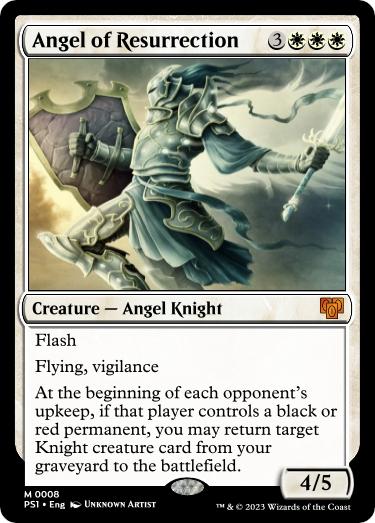 Angel of Resurrection 3
Creature — Angel Knight
Flash
Flying, vigilance
At the beginning of each opponent's
upkeep, if that player controls a black or
red permanent, you may return target
Knight creature card from your
graveyard to the battlefield.
4/5
M 0008
PS1 • Eng Unknown Artist
™ & © 2023 Wizards of the Coast